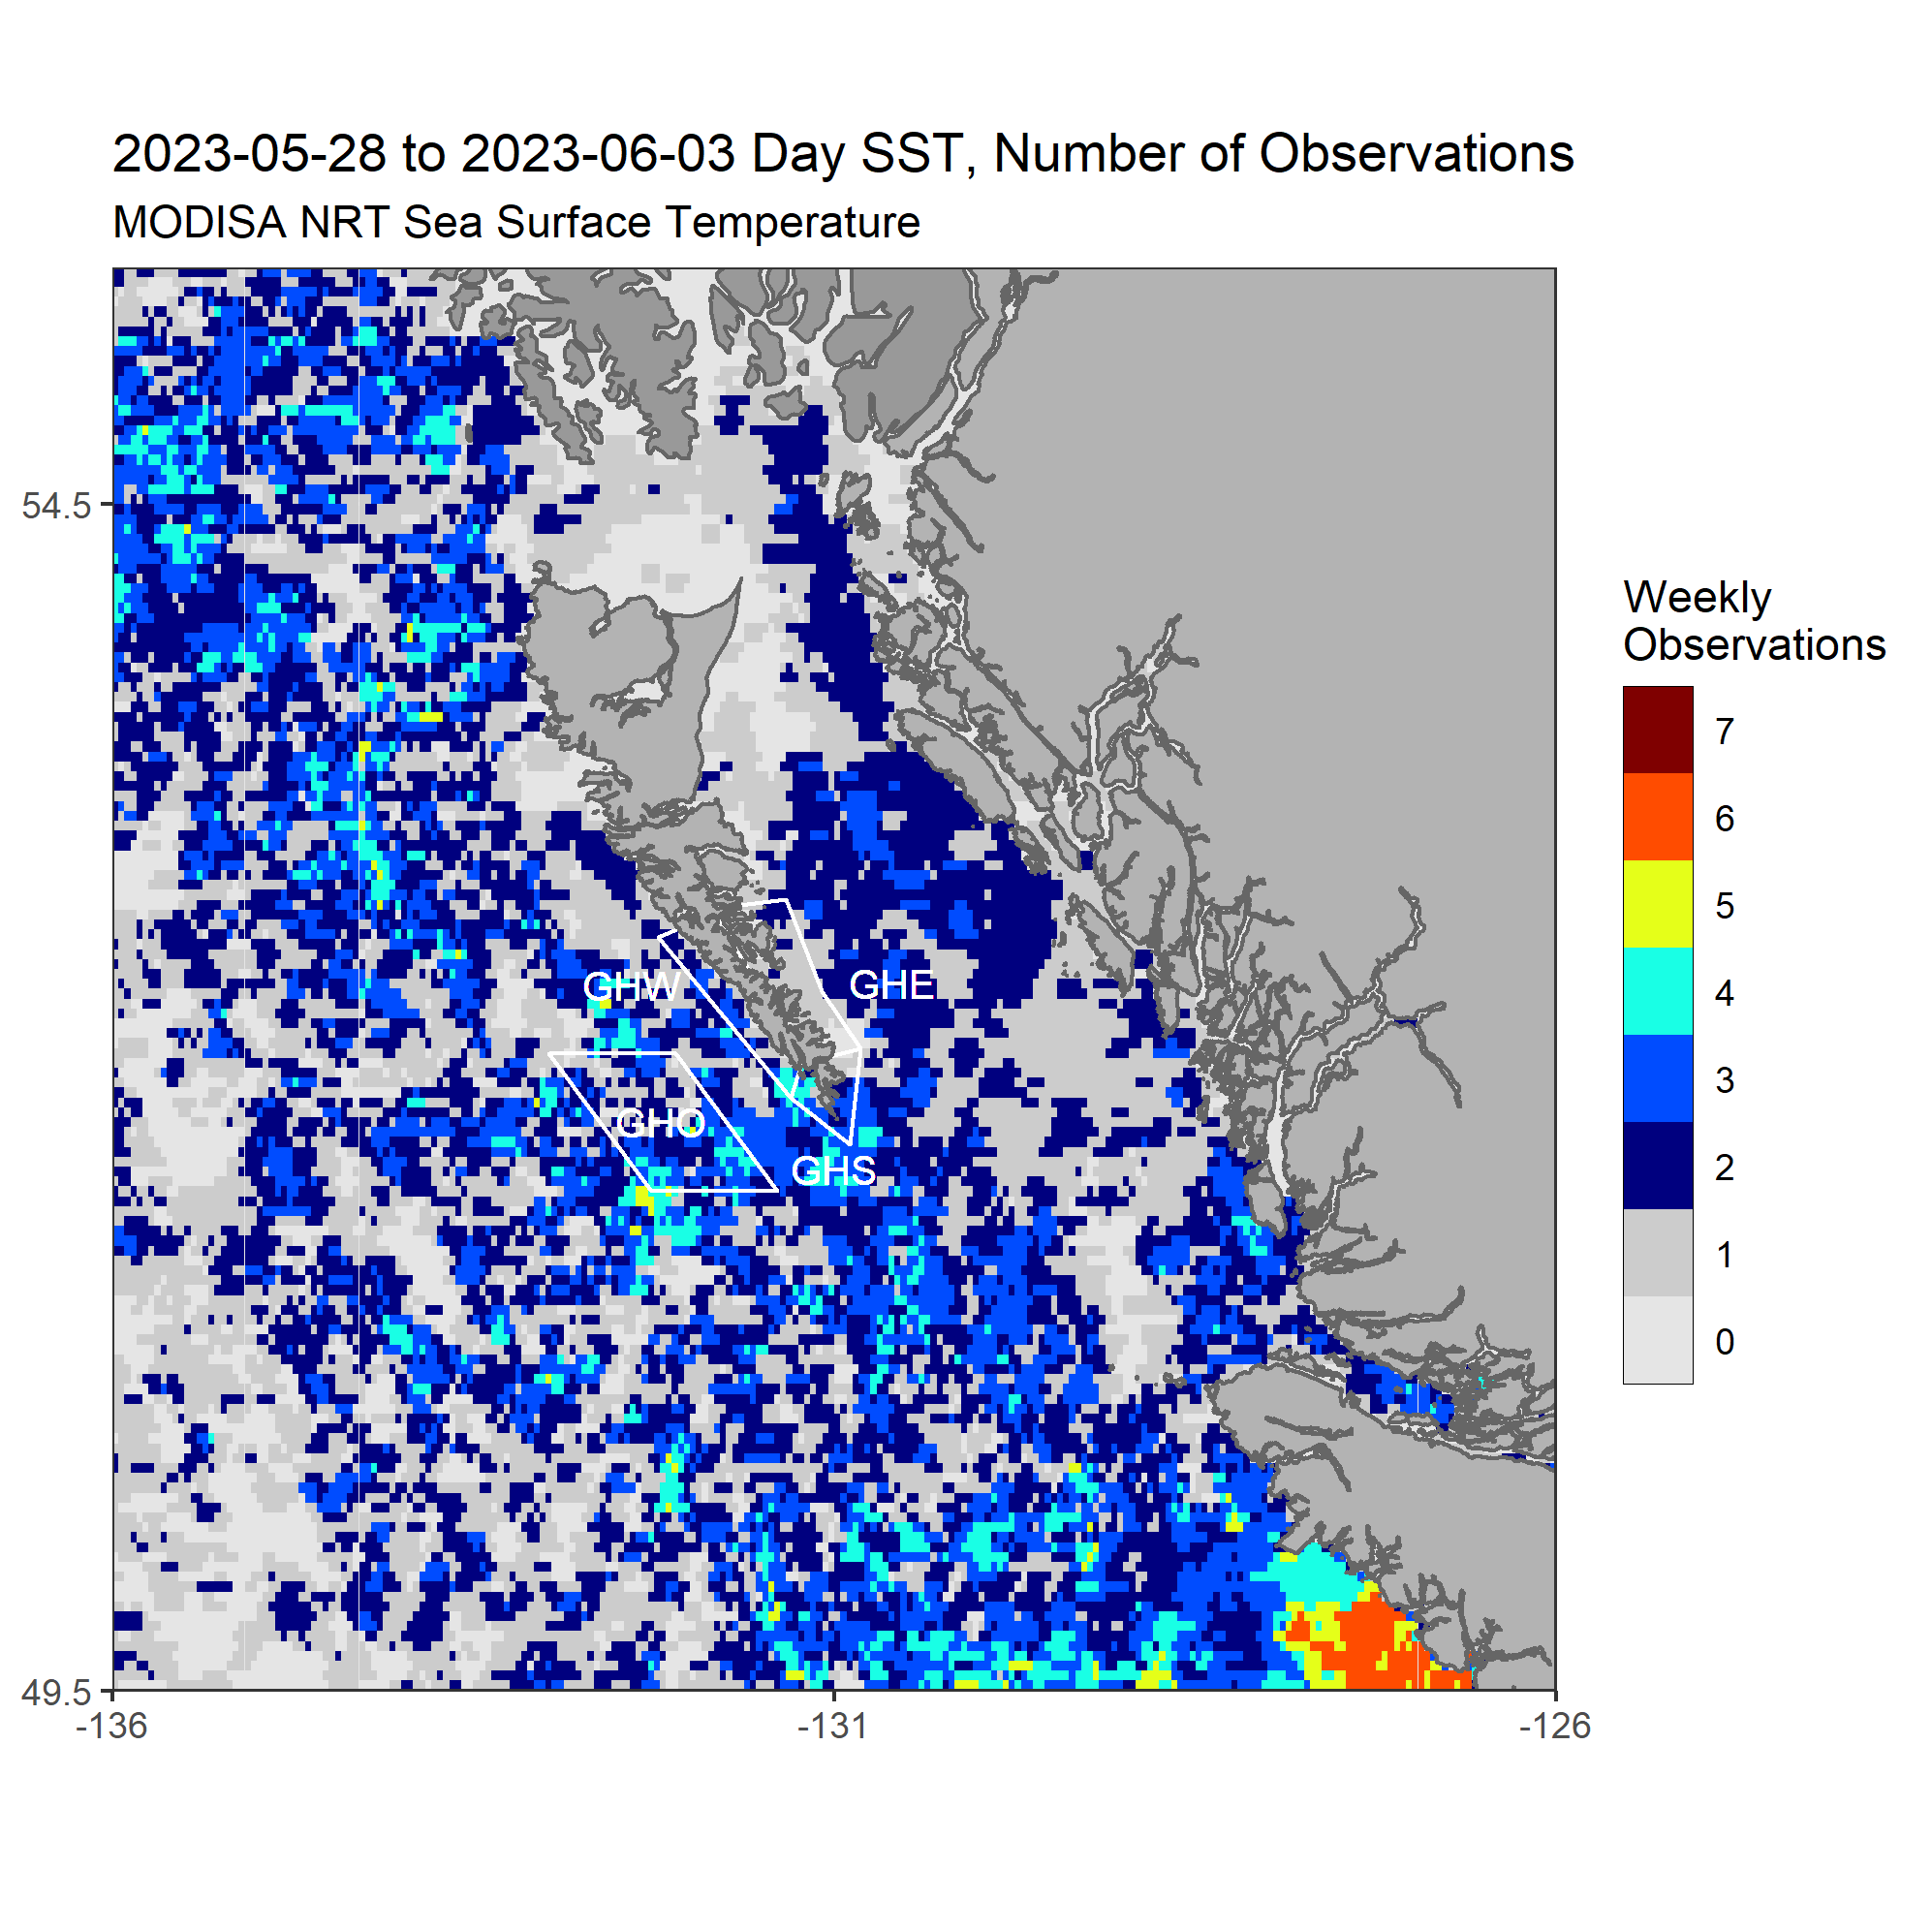 2023-05-28 to 2023-06-03 Day SST, Number of Observations
MODISA NRT Sea Surface Temperature
54.5
49.5
-136
-131
-126
GHW
GHE
GHO
GHS
Weekly
Observations
7
6
5
4
3
2
1
0